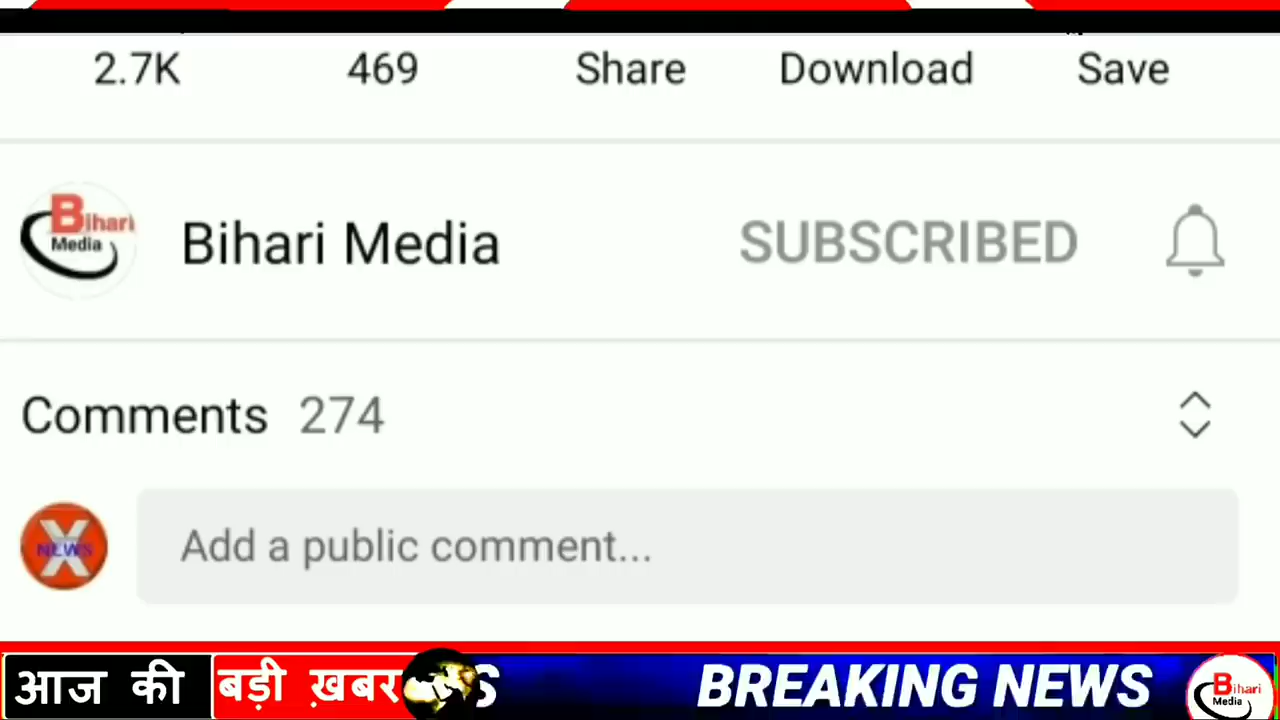 2.7K 469 Share Download Save
Bihari Media
Bihari Media SUBSCRIBED
Comments 274
X NEWS
Add a public comment...
आज की बड़ी ख़बर S BREAKING NEWS
Bihari Media